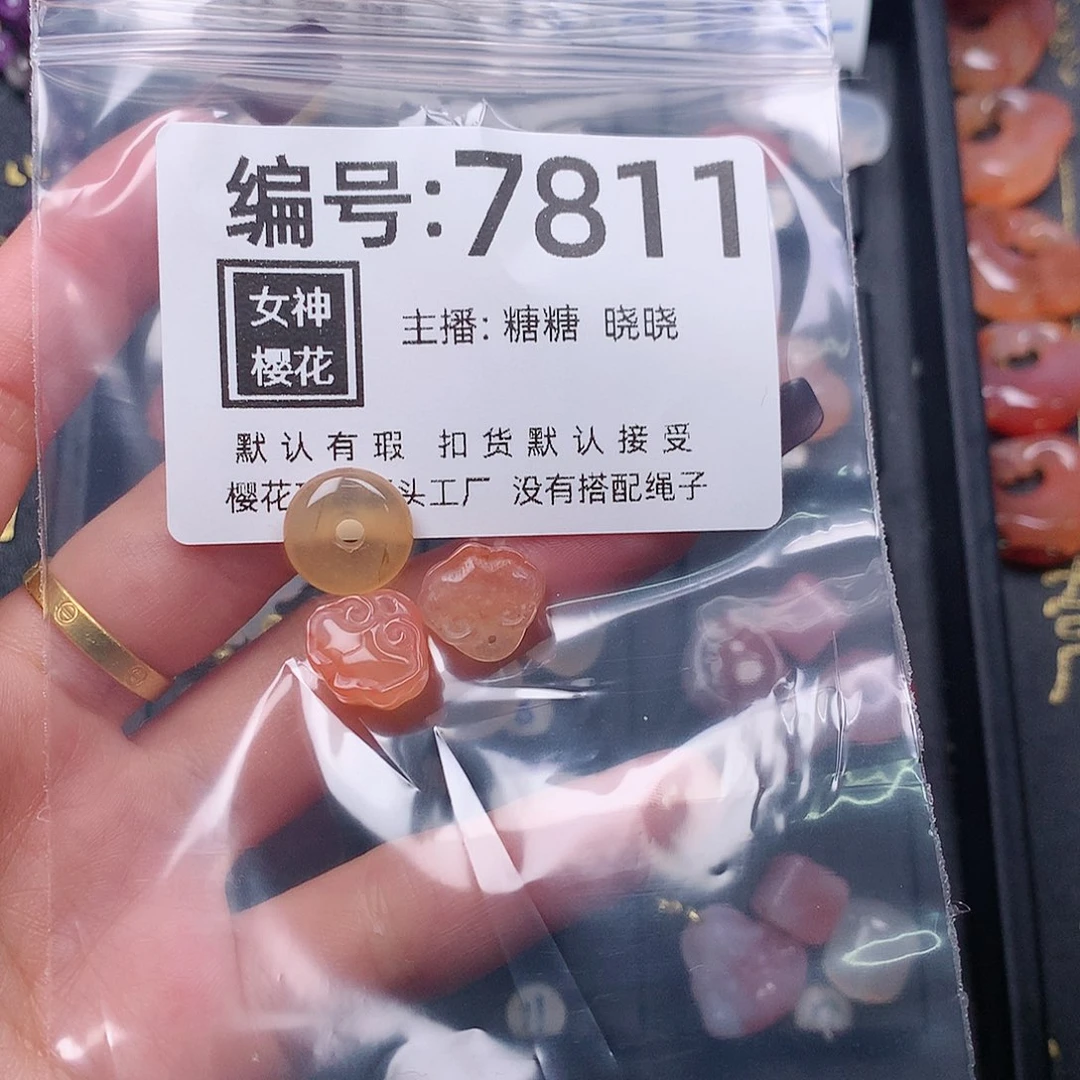 编号:7811
女神
樱花
主播: 糖糖 晓晓
默认有瑕 扣货默认接受
樱花 头工厂 没有搭配绳子